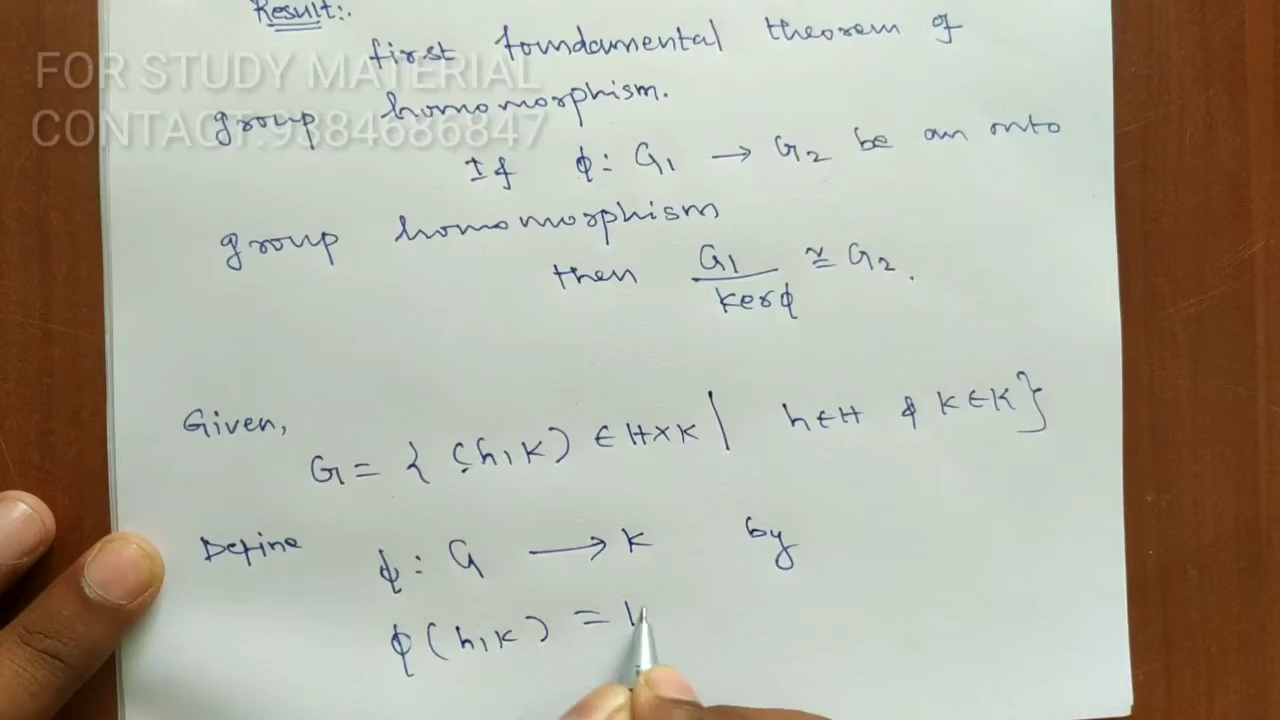 Result:.
first foundamental theorem of
FOR STUDY MATERIAL
group homomorphism.
CONTACT 9384686847
If ϕ: G1 → G2 be an onto
group homomorphism
then G1/kerϕ ≃ G2.
Given,
G = { (h,k) ∈ H×K | h∈H & k∈K}
Define ϕ: G ⟶ K by
ϕ(h,k) =